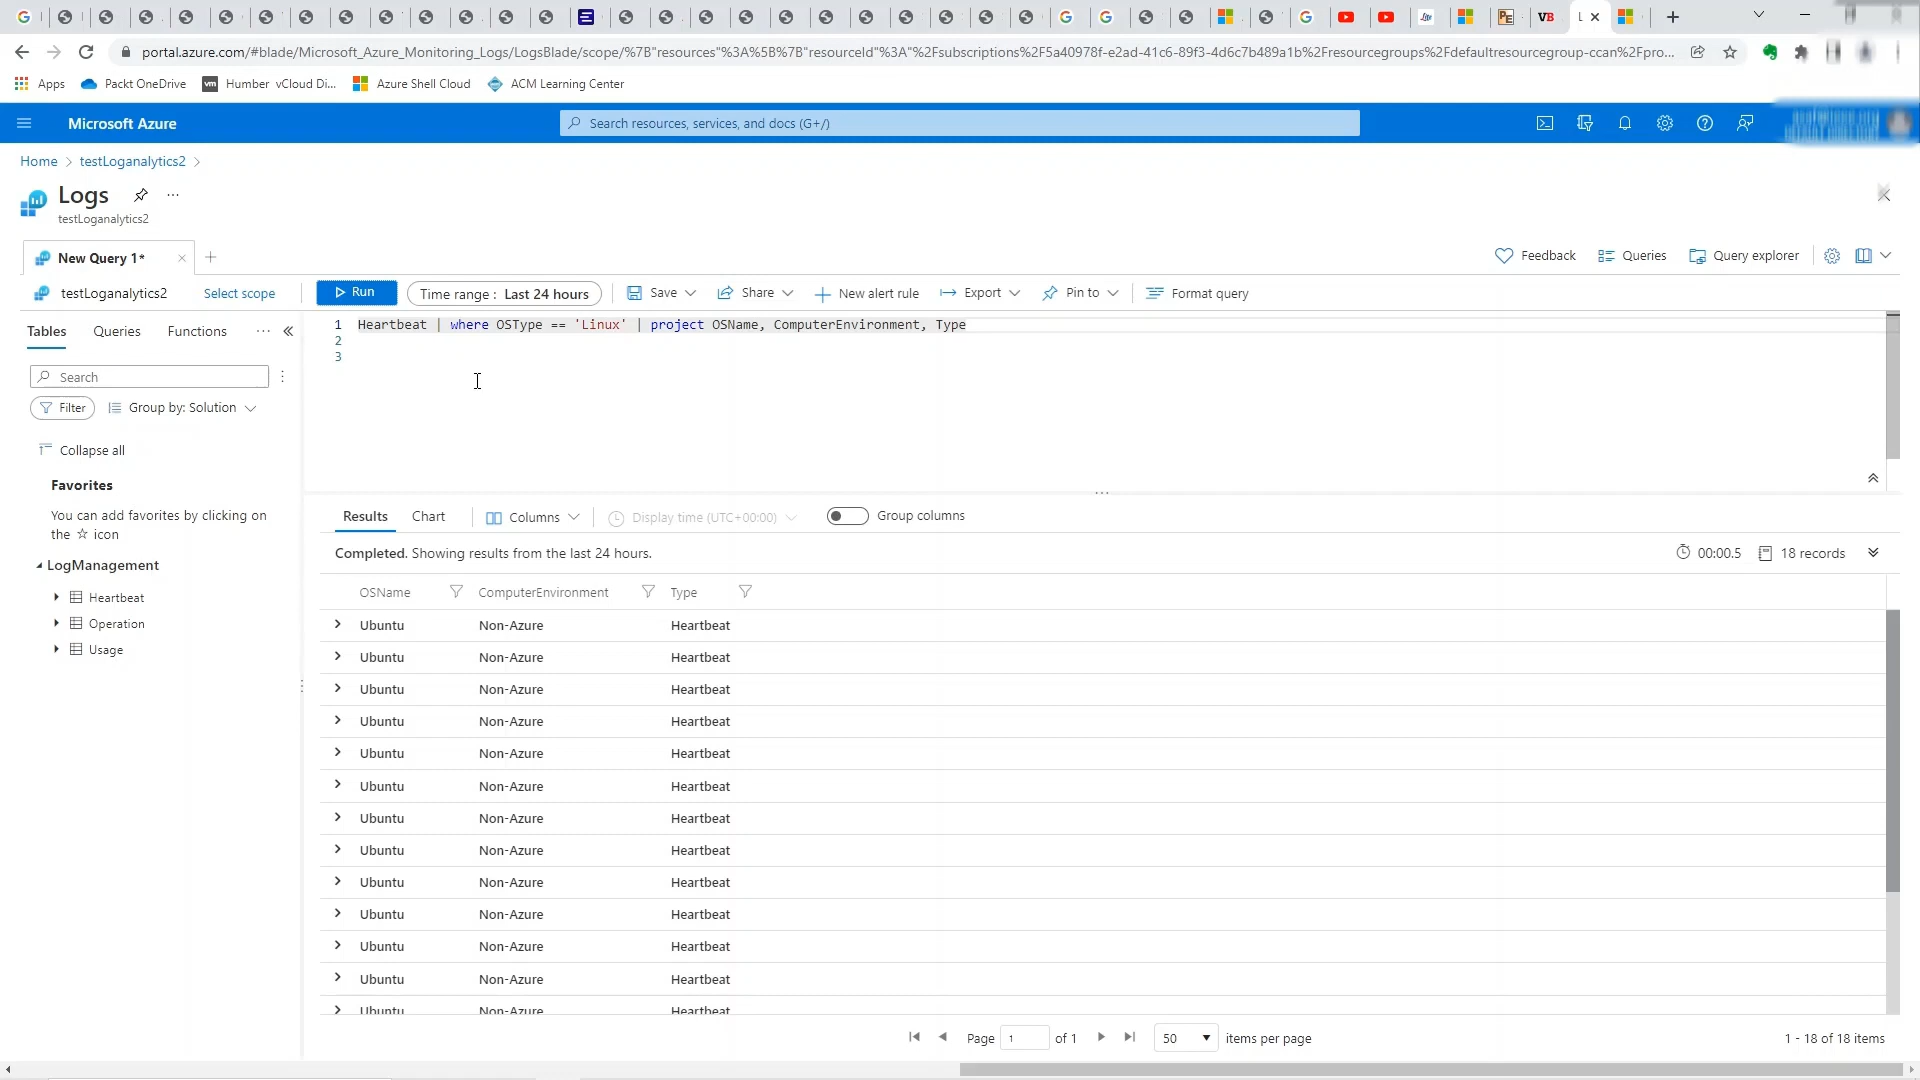 portal.azure.com/#blade/Microsoft_Azure_Monitoring_Logs/LogsBlade/scope/%7B"resources"%3A%5B%7B"resourceId"%3A"%2Fsubscriptions%2F5a40978f-e2ad-41c6-89f3-4d6c7b489a1b%2Fresourcegroups%2Fdefaultresourcegroup-ccan%2Fpro...
Apps Packt OneDrive Humber vCloud Di... Azure Shell Cloud ACM Learning Center
Microsoft Azure Search resources, services, and docs (G+/)
Home > testLoganalytics2 >
Logs ...
testLoganalytics2
New Query 1* Feedback Queries Query explorer
testLoganalytics2 Select scope Run Time range : Last 24 hours Save Share New alert rule Export Pin to Format query
Tables Queries Functions ...
1 Heartbeat | where OSType == 'Linux' | project OSName, ComputerEnvironment, Type
2
3
Search
Filter Group by: Solution
Collapse all
Favorites
You can add favorites by clicking on
the ☆ icon
LogManagement
Heartbeat
Operation
Usage
Results Chart Columns Display time (UTC+00:00) Group columns
Completed. Showing results from the last 24 hours. 00:00.5 18 records
OSName ComputerEnvironment Type
Ubuntu Non-Azure Heartbeat
Ubuntu Non-Azure Heartbeat
Ubuntu Non-Azure Heartbeat
Ubuntu Non-Azure Heartbeat
Ubuntu Non-Azure Heartbeat
Ubuntu Non-Azure Heartbeat
Ubuntu Non-Azure Heartbeat
Ubuntu Non-Azure Heartbeat
Ubuntu Non-Azure Heartbeat
Ubuntu Non-Azure Heartbeat
Ubuntu Non-Azure Heartbeat
Ubuntu Non-Azure Heartbeat
Ubuntu Non-Azure Heartbeat
Page 1 of 1 50 items per page 1 - 18 of 18 items